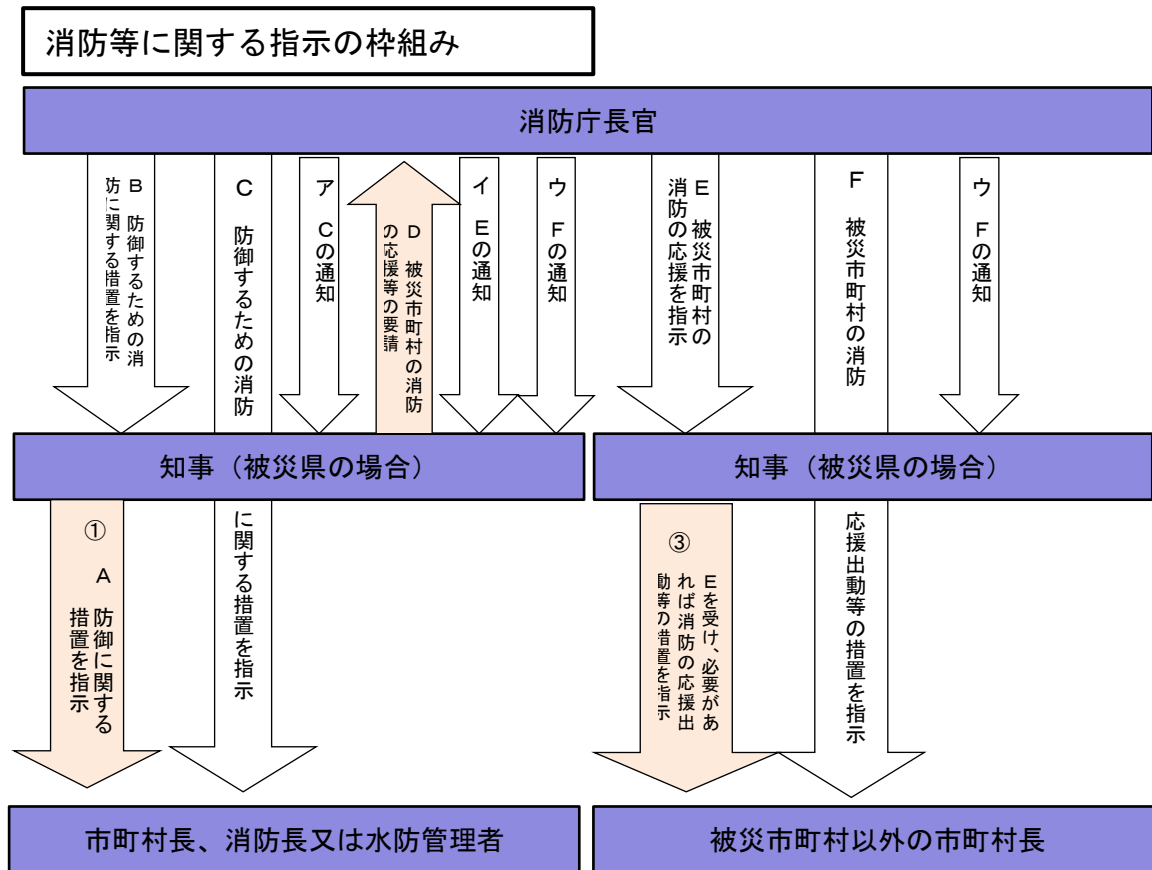 消防等に関する指示の枠組み
消防庁長官
B 防御するための消
防に関する措置を指示
C 防御するための消防
ア Cの通知
D 被災市町村の消防
の応援等の要請
イ Eの通知
ウ Fの通知
E 被災市町村の
消防の応援を指示
F 被災市町村の消防
ウ Fの通知
知事（被災県の場合）
知事（被災県の場合）
①
A 防御に関する
措置を指示
に関する措置を指示
③
Eを受け、必要があ
れば消防の応援出
動等の措置を指示
応援出動等の措置を指示
市町村長、消防長又は水防管理者
被災市町村以外の市町村長